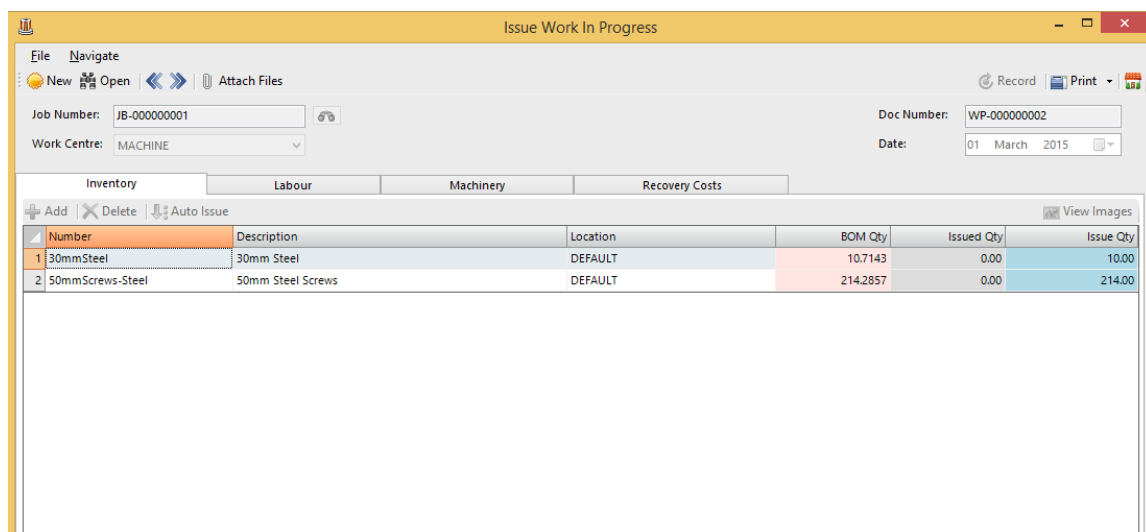 Issue Work In Progress
File Navigate
New Open Attach Files Record Print
Job Number: JB-000000001 Doc Number: WP-000000002
Work Centre: MACHINE Date: 01 March 2015
Inventory Labour Machinery Recovery Costs
Add Delete Auto Issue View Images
Number Description Location BOM Qty Issued Qty Issue Qty
1 30mmSteel 30mm Steel DEFAULT 10.7143 0.00 10.00
2 50mmScrews-Steel 50mm Steel Screws DEFAULT 214.2857 0.00 214.00